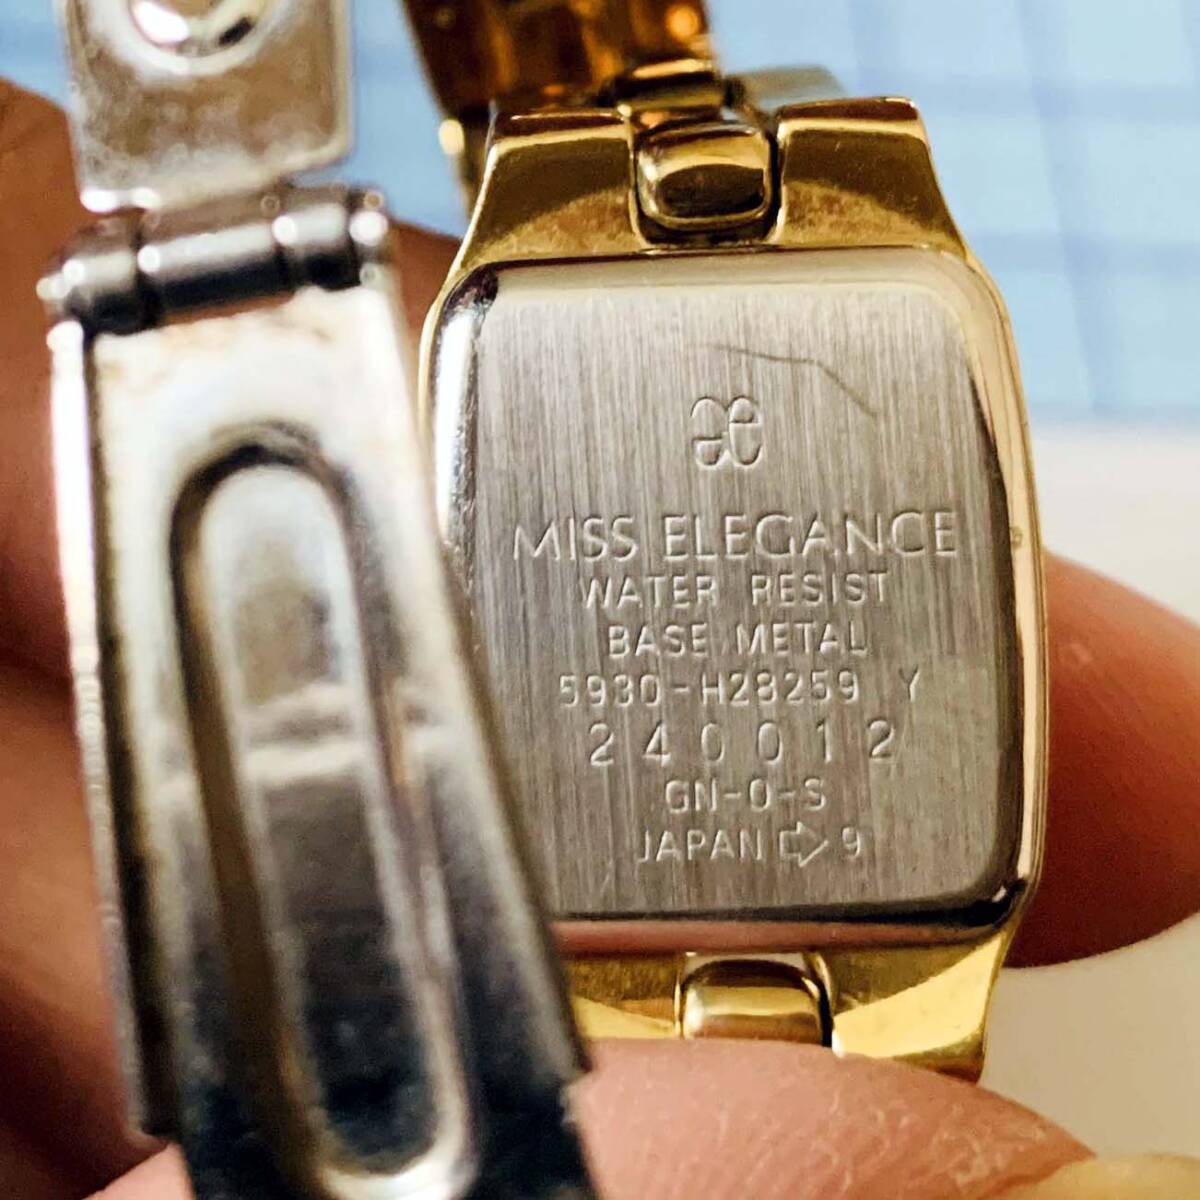 æ
MISS ELEGANCE
WATER RESIST
BASE METAL
5930-H28259 Y
240012
GN-0-S
JAPAN ➩ 9